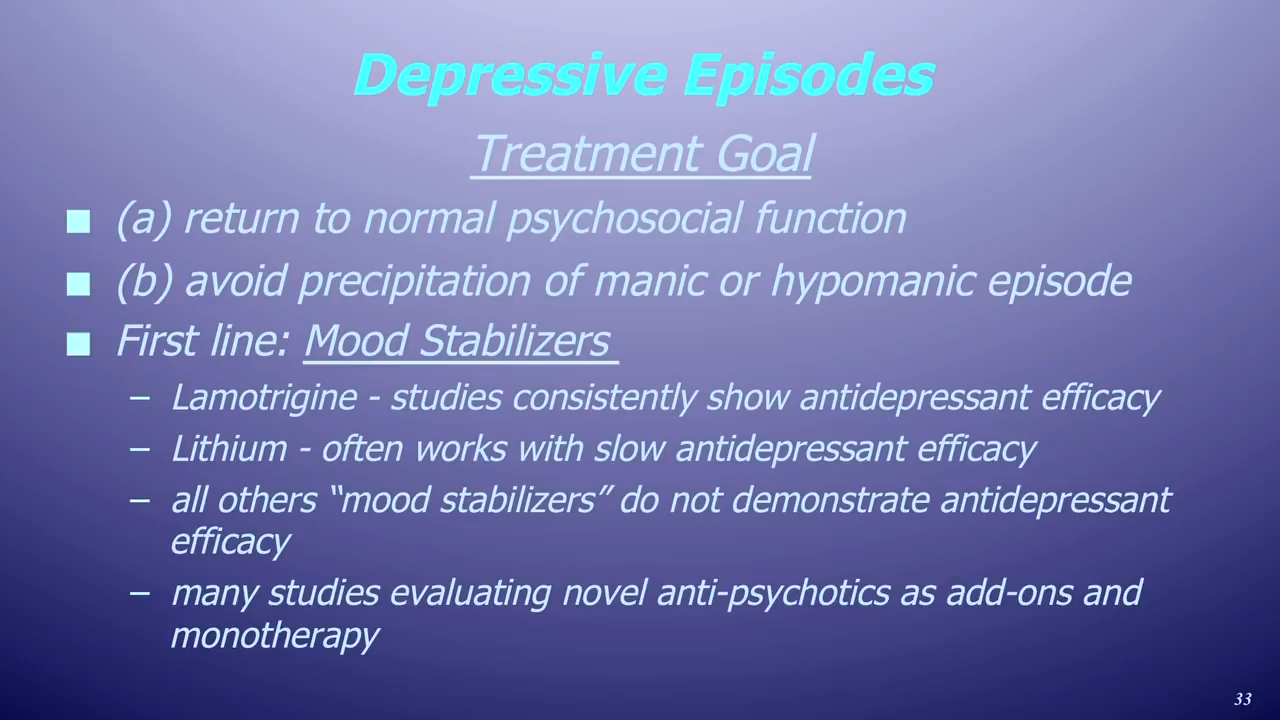 Depressive Episodes
Treatment Goal
■ (a) return to normal psychosocial function
■ (b) avoid precipitation of manic or hypomanic episode
■ First line: Mood Stabilizers
– Lamotrigine - studies consistently show antidepressant efficacy
– Lithium - often works with slow antidepressant efficacy
– all others “mood stabilizers” do not demonstrate antidepressant
efficacy
– many studies evaluating novel anti-psychotics as add-ons and
monotherapy
33